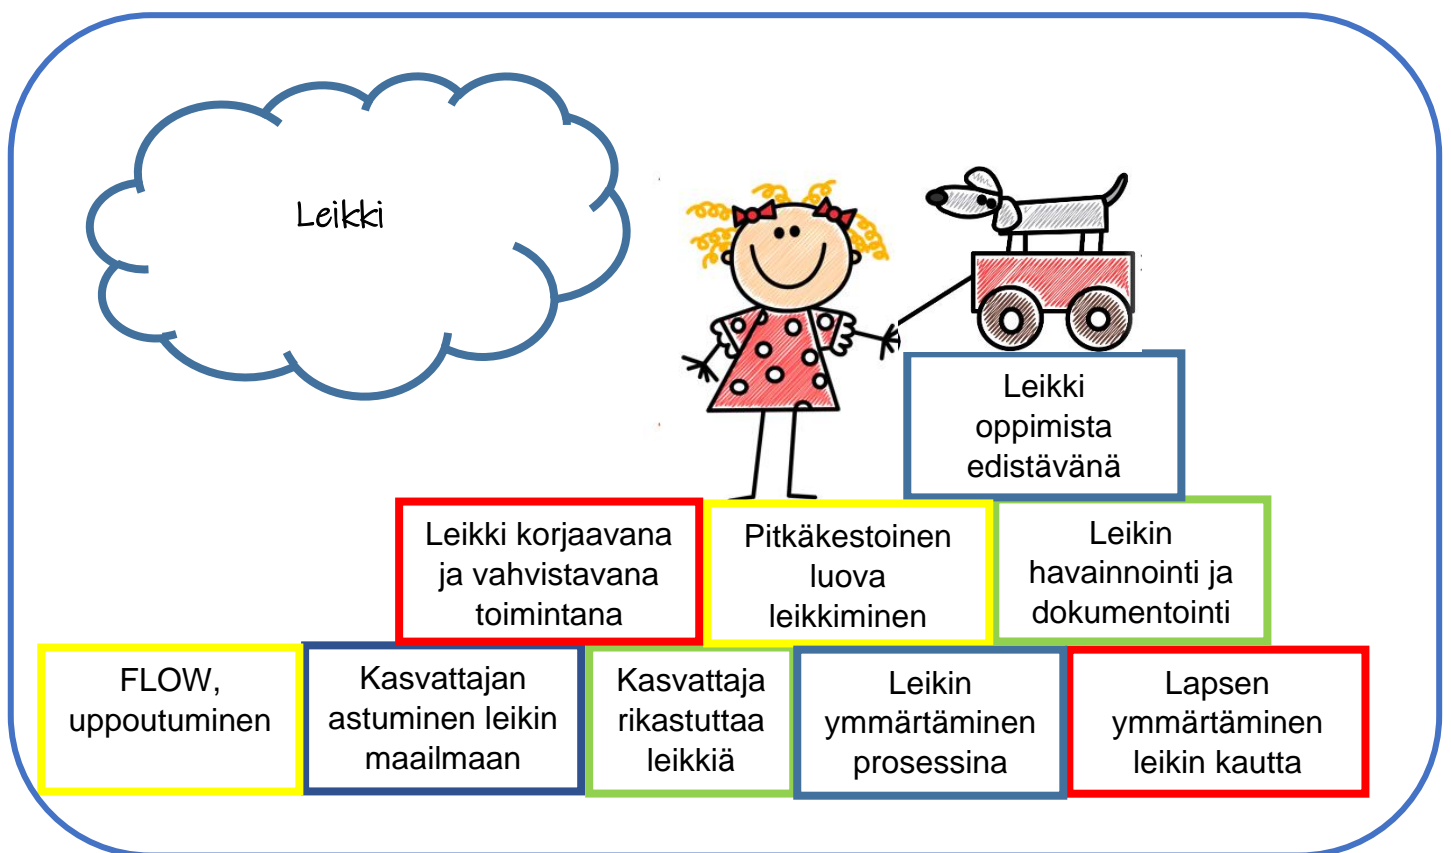 Leikki
Leikki
oppimista
edistävänä
Leikki korjaavana
ja vahvistavana
toimintana
Pitkäkestoinen
luova
leikkiminen
Leikin
havainnointi ja
dokumentointi
FLOW,
uppoutuminen
Kasvattajan
astuminen leikin
maailmaan
Kasvattaja
rikastuttaa
leikkiä
Leikin
ymmärtäminen
prosessina
Lapsen
ymmärtäminen
leikin kautta